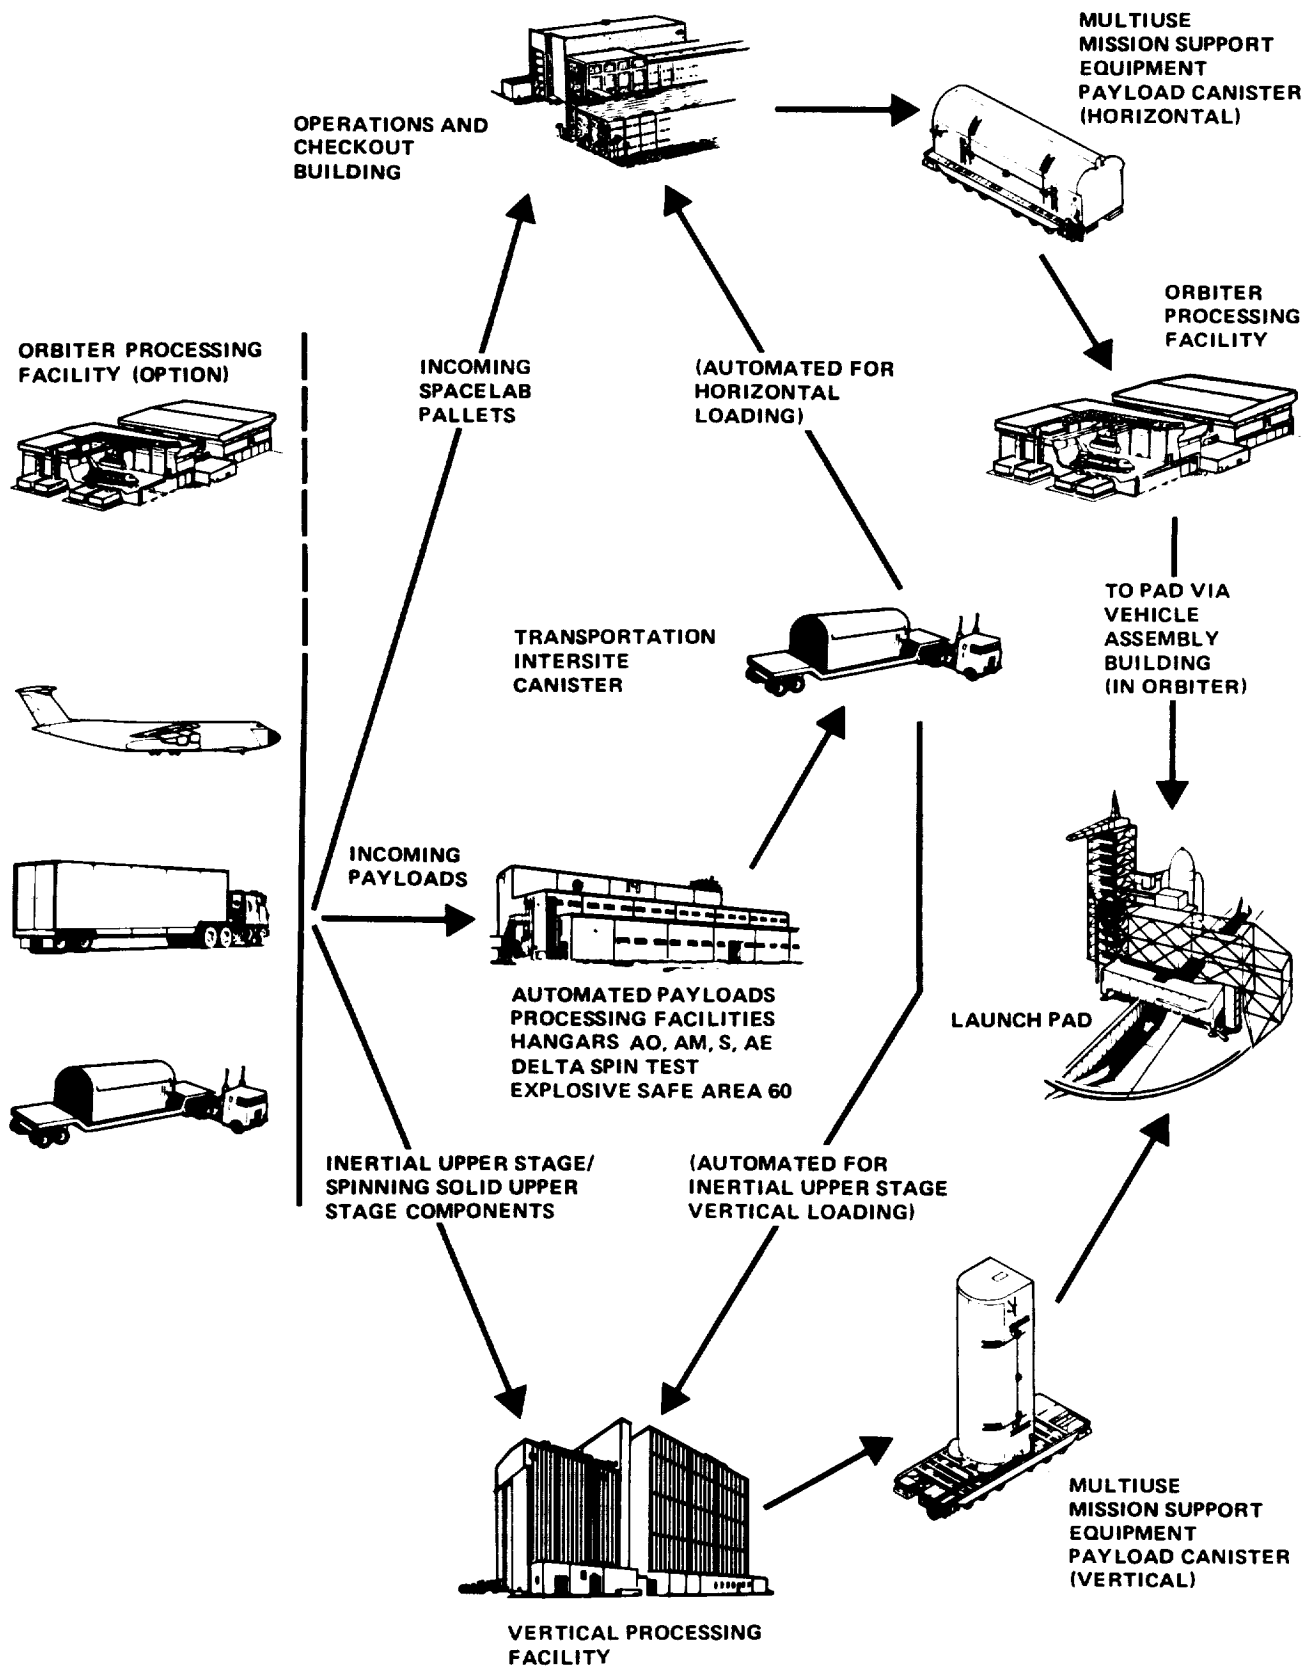 MULTIUSE
MISSION SUPPORT
EQUIPMENT
PAYLOAD CANISTER
(HORIZONTAL)
OPERATIONS AND
CHECKOUT
BUILDING
ORBITER
PROCESSING
FACILITY
ORBITER PROCESSING
FACILITY (OPTION)
INCOMING
SPACELAB
PALLETS
(AUTOMATED FOR
HORIZONTAL
LOADING)
TO PAD VIA
VEHICLE
ASSEMBLY
BUILDING
(IN ORBITER)
TRANSPORTATION
INTERSITE
CANISTER
INCOMING
PAYLOADS
AUTOMATED PAYLOADS
PROCESSING FACILITIES
HANGARS AO, AM, S, AE
DELTA SPIN TEST
EXPLOSIVE SAFE AREA 60
LAUNCH PAD
INERTIAL UPPER STAGE/
SPINNING SOLID UPPER
STAGE COMPONENTS
(AUTOMATED FOR
INERTIAL UPPER STAGE
VERTICAL LOADING)
MULTIUSE
MISSION SUPPORT
EQUIPMENT
PAYLOAD CANISTER
(VERTICAL)
VERTICAL PROCESSING
FACILITY